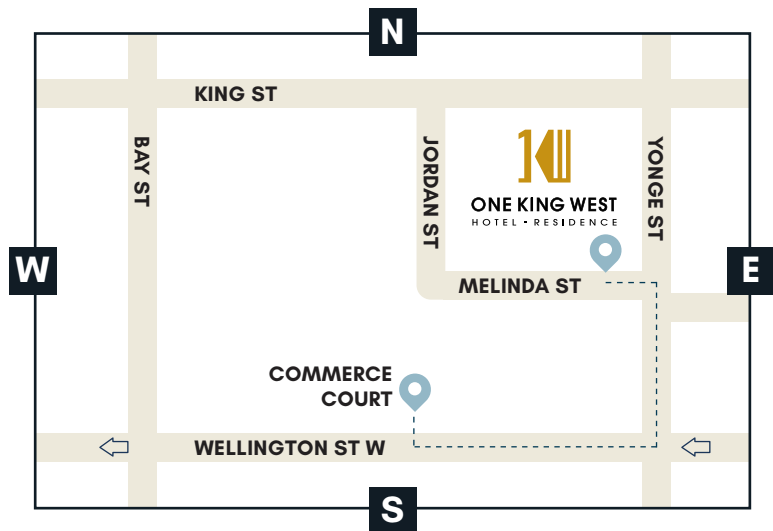 N
KING ST
BAY ST
JORDAN ST
YONGE ST
ONE KING WEST
HOTEL - RESIDENCE
W
E
MELINDA ST
COMMERCE
COURT
WELLINGTON ST W
S